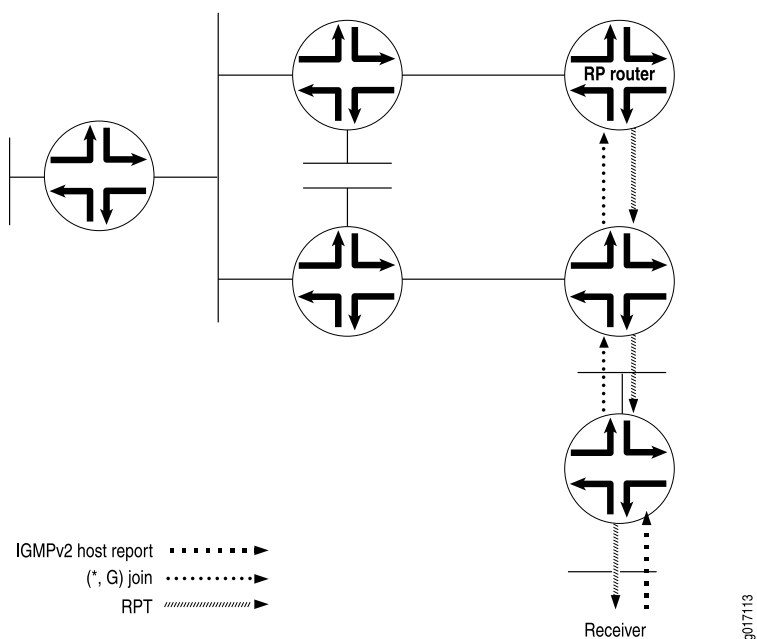 RP router
IGMPv2 host report
(*, G) join
RPT
Receiver
g017113